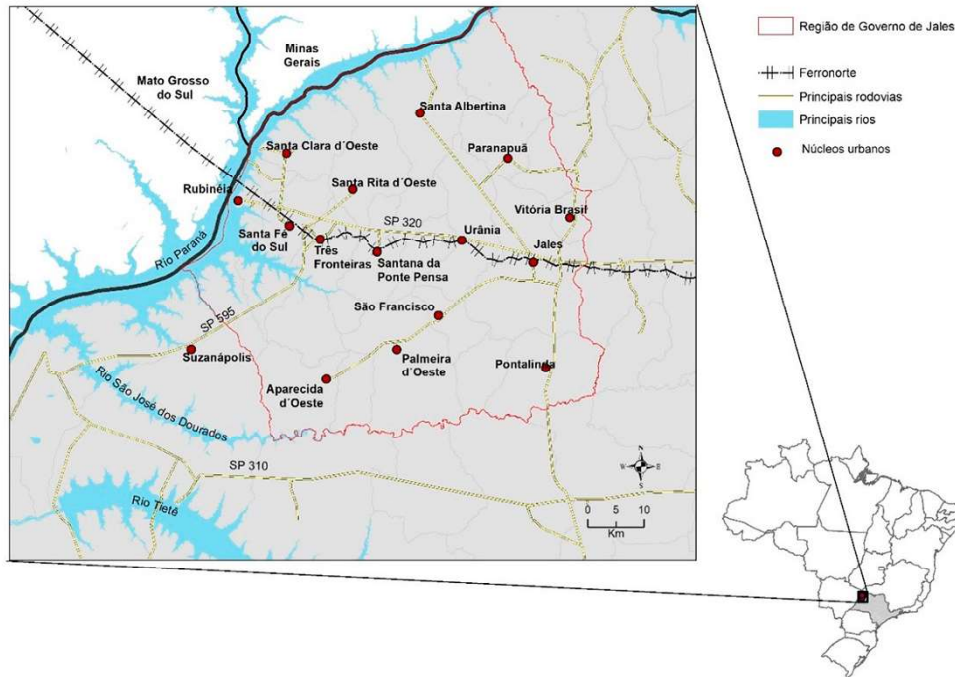 Região de Governo de Jales
Ferronorte
Principais rodovias
Principais rios
Núcleos urbanos
Minas
Gerais
Mato Grosso
do Sul
Santa Albertina
Santa Clara d´Oeste
Paranapuã
Santa Rita d´Oeste
Rubinéia
Vitória Brasil
SP 320
Santa Fé
do Sul
Urânia
Três
Fronteiras
Jales
Santana da
Ponte Pensa
Rio Paraná
São Francisco
SP 595
Suzanápolis
Palmeira
d´Oeste
Pontalinda
Aparecida
d´Oeste
Rio São José dos Dourados
SP 310
N
W
E
S
Rio Tietê
0 10
Km